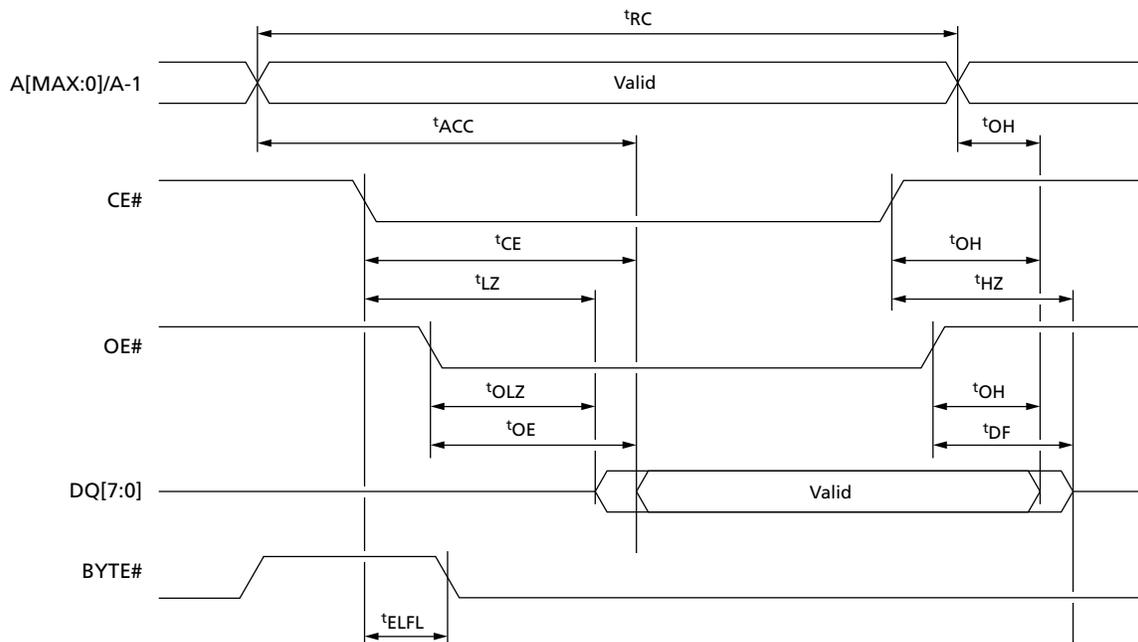 tRC
A[MAX:0]/A-1
Valid
tACC
tOH
CE#
tCE
tOH
tLZ
tHZ
OE#
tOLZ
tOH
tOE
tDF
DQ[7:0]
Valid
BYTE#
tELFL